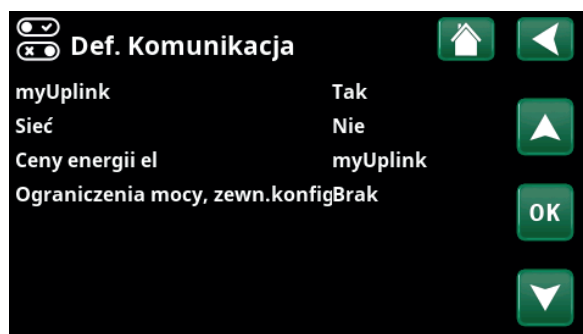 Def. Komunikacja
myUplink Tak
Sieć Nie
Ceny energii el myUplink
Ograniczenia mocy, zewn.konfigBrak
OK